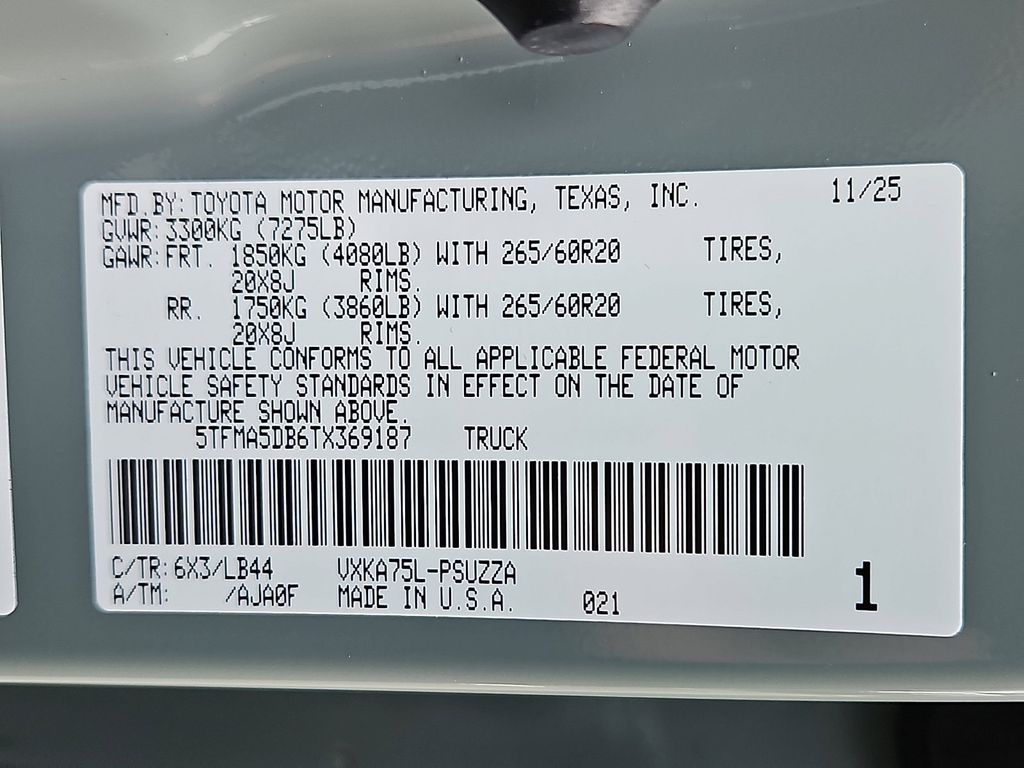 MFD.BY: TOYOTA MOTOR MANUFACTURING, TEXAS, INC. 11/25
GVWR: 3300KG (7275LB)
GAWR: FRT. 1850KG (4080LB) WITH 265/60R20 TIRES,
20X8J RIMS.
RR. 1750KG (3860LB) WITH 265/60R20 TIRES,
20X8J RIMS.
THIS VEHICLE CONFORMS TO ALL APPLICABLE FEDERAL MOTOR
VEHICLE SAFETY STANDARDS IN EFFECT ON THE DATE OF
MANUFACTURE SHOWN ABOVE.
5TFMA5DB6TX369187 TRUCK
C/TR: 6X3/LB44 VXKA75L-PSUZZA
A/TM: /AJA0F MADE IN U.S.A. 021 1